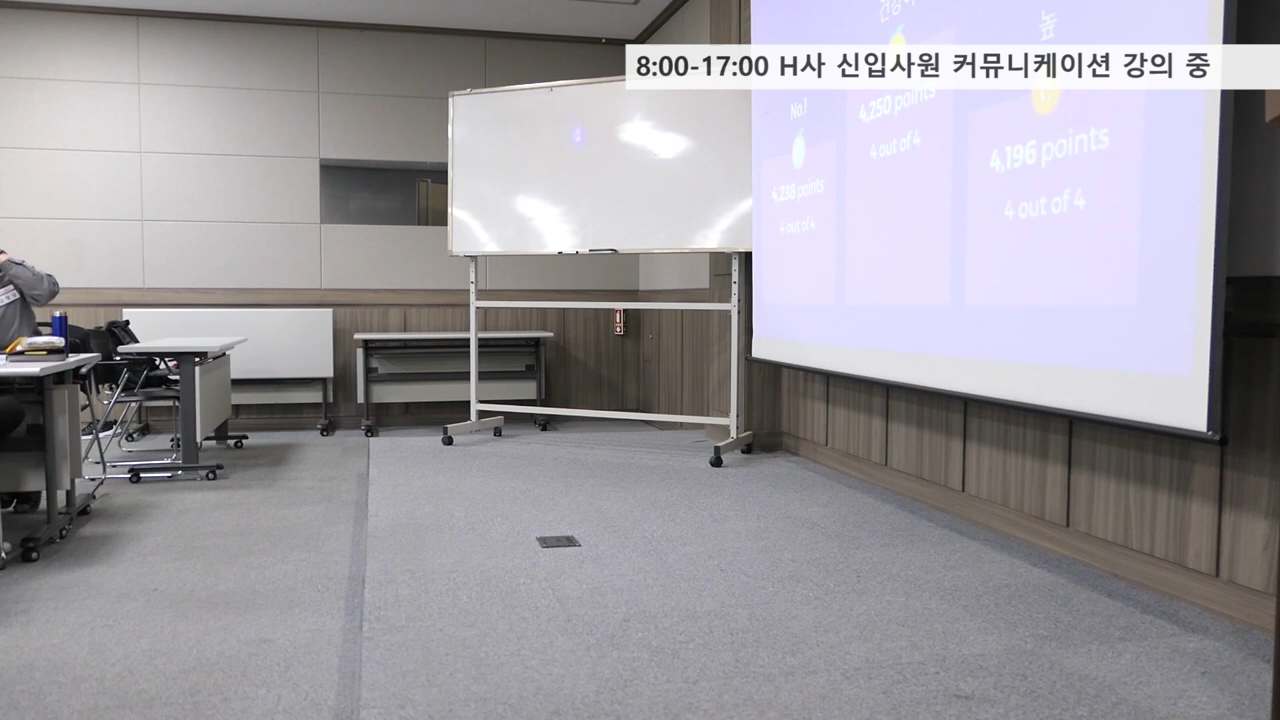 8:00-17:00 H사 신입사원 커뮤니케이션 강의 중
높
No.1
4,250 points
4 out of 4
4,196 points
4 out of 4
4,238 points
4 out of 4